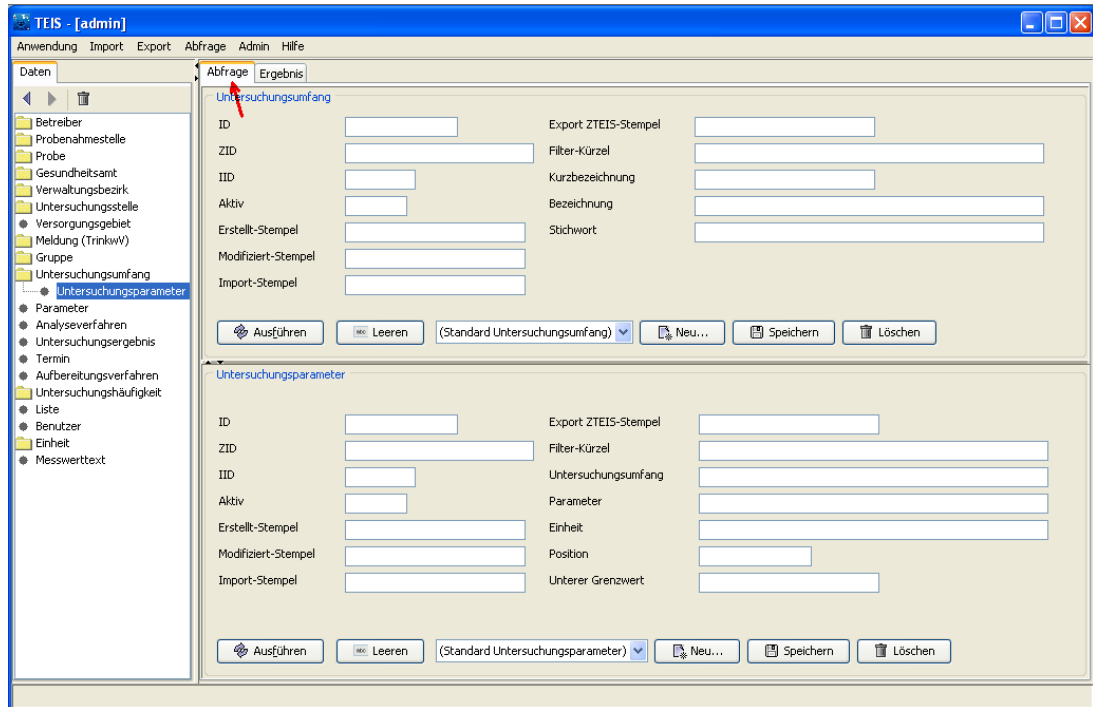 TEIS - [admin]
Anwendung Import Export Abfrage Admin Hilfe
Daten
Betreiber
Probenahmestelle
Probe
Gesundheitsamt
Verwaltungsbezirk
Untersuchungsstelle
Versorgungsgebiet
Meldung (TrinkwV)
Gruppe
Untersuchungsumfang
Untersuchungsparameter
Parameter
Analyseverfahren
Untersuchungsergebnis
Termin
Aufbereitungsverfahren
Untersuchungshäufigkeit
Liste
Benutzer
Einheit
Messwerttext
Abfrage Ergebnis
Untersuchungsumfang
ID Export ZTEIS-Stempel
ZID Filter-Kürzel
IID Kurzbezeichnung
Aktiv Bezeichnung
Erstellt-Stempel Stichwort
Modifiziert-Stempel
Import-Stempel
Ausführen abc Leeren (Standard Untersuchungsumfang) Neu... Speichern Löschen
Untersuchungsparameter
ID Export ZTEIS-Stempel
ZID Filter-Kürzel
IID Untersuchungsumfang
Aktiv Parameter
Erstellt-Stempel Einheit
Modifiziert-Stempel Position
Import-Stempel Unterer Grenzwert
Ausführen abc Leeren (Standard Untersuchungsparameter) Neu... Speichern Löschen